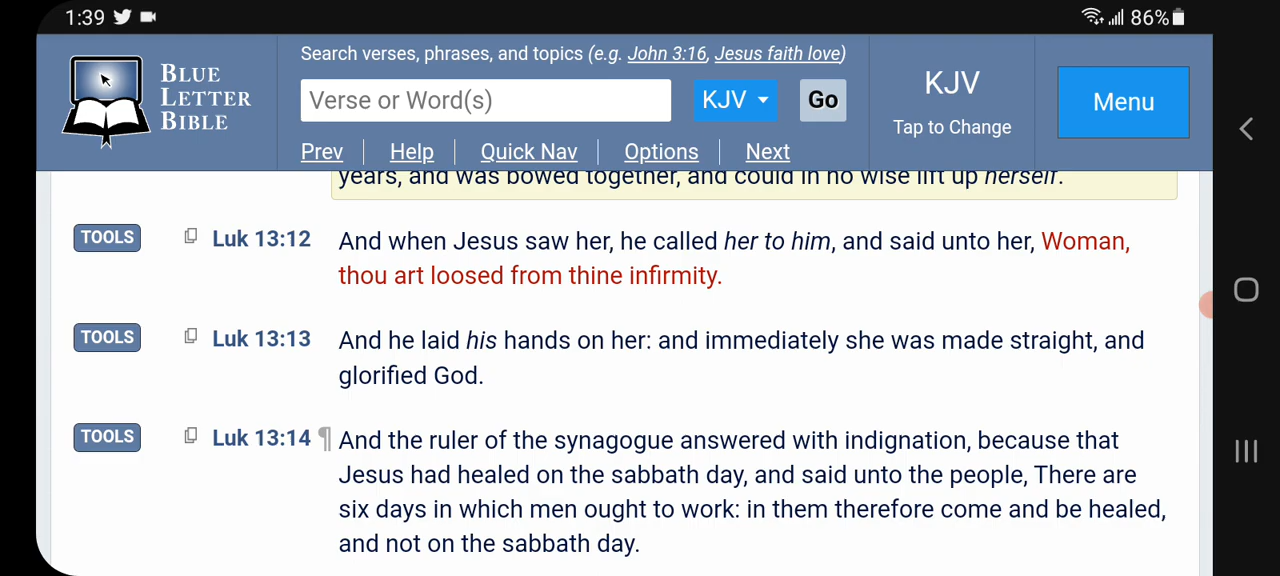 1:39 86%
Search verses, phrases, and topics (e.g. John 3:16, Jesus faith love)
BLUE
LETTER
BIBLE
Verse or Word(s) KJV Go
KJV
Tap to Change
Menu
Prev Help Quick Nav Options Next
years, and was bowed together, and could in no wise lift up herself.
TOOLS Luk 13:12 And when Jesus saw her, he called her to him, and said unto her, Woman,
thou art loosed from thine infirmity.
TOOLS Luk 13:13 And he laid his hands on her: and immediately she was made straight, and
glorified God.
TOOLS Luk 13:14 ¶ And the ruler of the synagogue answered with indignation, because that
Jesus had healed on the sabbath day, and said unto the people, There are
six days in which men ought to work: in them therefore come and be healed,
and not on the sabbath day.